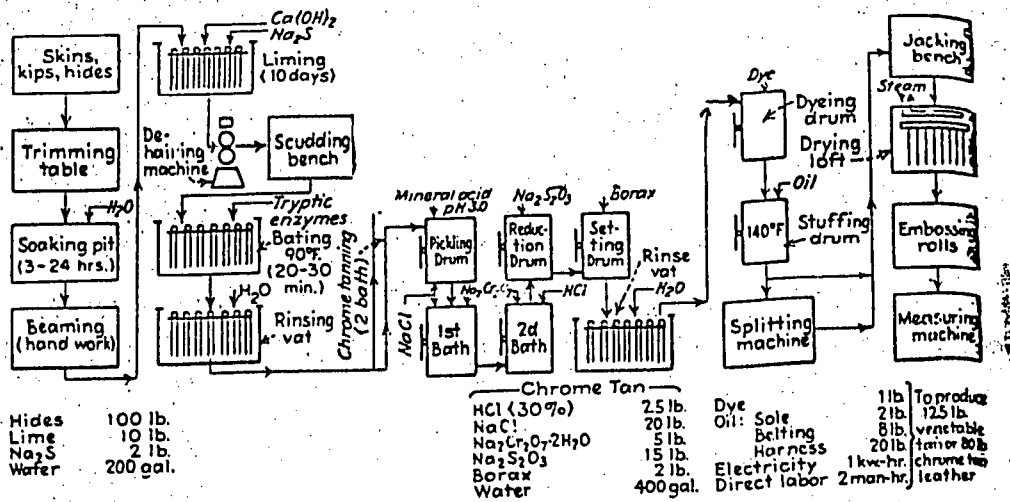 Skins,
kips, hides
Trimming
table
H2O
Soaking pit
(3-24 hrs.)
Beaming
(hand work)
Ca(OH)2
Na2S
Liming
(10 days)
De-
hairing
machine
Scudding
bench
Tryptic
enzymes
Bating
90°F.
(20-30
min.)
H2O
Rinsing
vat
Chrome tanning
(2 bath)
Mineral acid
pH 3.0
Pickling
Drum
NaCl
1st
Bath
Na2Cr2O7
HCl
2d
Bath
Na2S2O3
Reduction
Drum
Borax
Set-
ting
Drum
Rinse
vat
H2O
Dye
Dyeing
drum
Oil
140°F
Stuffing
drum
Splitting
machine
Jacking
bench
Steam
Drying
loft
Embossing
rolls
Measuring
machine
Hides 100 lb.
Lime 10 lb.
Na2S 2 lb.
Water 200 gal.
Chrome Tan
HCl (30%) 25 lb.
NaCl 20 lb.
Na2Cr2O7·2H2O 5 lb.
Na2S2O3 15 lb.
Borax 2 lb.
Water 400 gal.
Dye 1 lb.
Oil: Sole 2 lb.
Belting 8 lb.
Harness 20 lb.
Electricity 1 kw-hr.
Direct labor 2 man-hr.
To produce
125 lb.
venetable
tan or 80 lb
chrome tan
leather